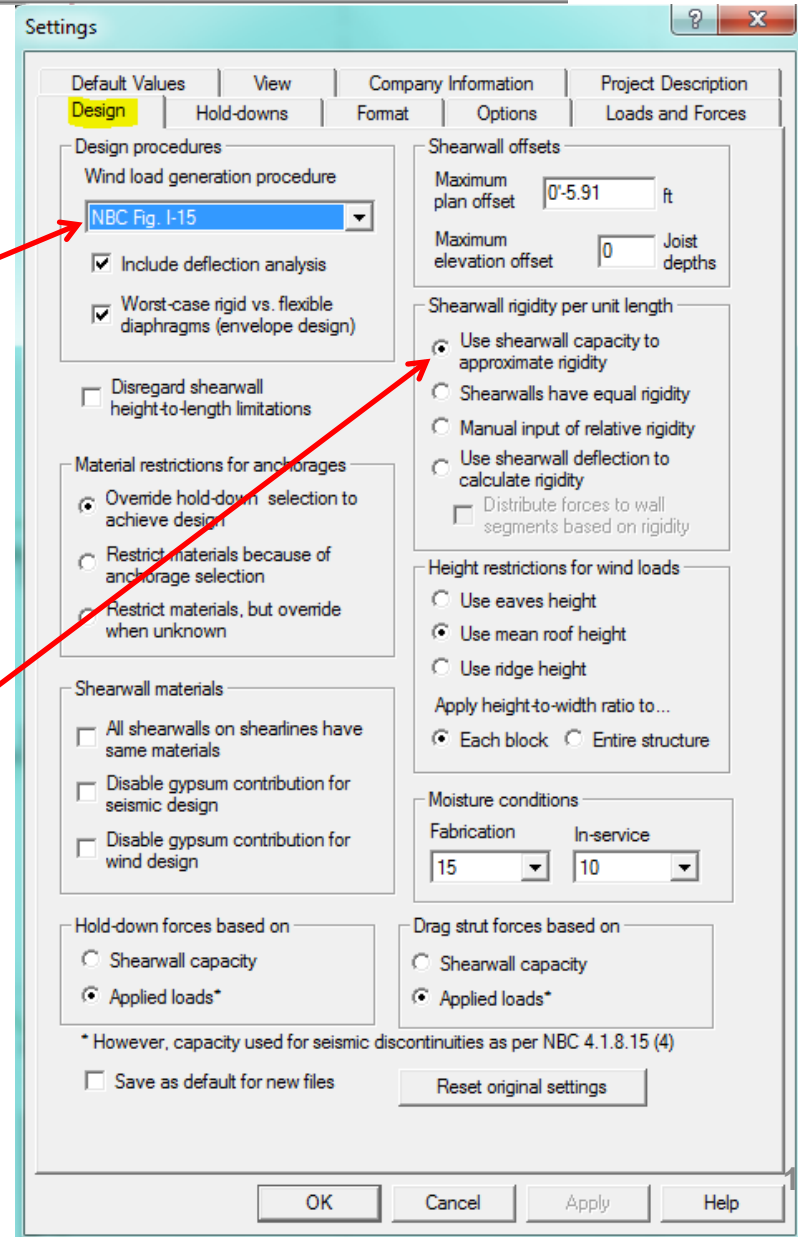 Settings
Default Values
View
Company Information
Project Description
Design
Hold-downs
Format
Options
Loads and Forces
Design procedures
Wind load generation procedure
NBC Fig. I-15
Include deflection analysis
Worst-case rigid vs. flexible
diaphragms (envelope design)
Disregard shearwall
height-to-length limitations
Material restrictions for anchorages
Override hold-down selection to
achieve design
Restrict materials because of
anchorage selection
Restrict materials, but override
when unknown
Shearwall materials
All shearwalls on shearlines have
same materials
Disable gypsum contribution for
seismic design
Disable gypsum contribution for
wind design
Hold-down forces based on
Shearwall capacity
Applied loads*
Shearwall offsets
Maximum
plan offset
0'-5.91
ft
Maximum
elevation offset
0
Joist
depths
Shearwall rigidity per unit length
Use shearwall capacity to
approximate rigidity
Shearwalls have equal rigidity
Manual input of relative rigidity
Use shearwall deflection to
calculate rigidity
Distribute forces to wall
segments based on rigidity
Height restrictions for wind loads
Use eaves height
Use mean roof height
Use ridge height
Apply height-to-width ratio to...
Each block
Entire structure
Moisture conditions
Fabrication
In-service
15
10
Drag strut forces based on
Shearwall capacity
Applied loads*
* However, capacity used for seismic discontinuities as per NBC 4.1.8.15 (4)
Save as default for new files
Reset original settings
1
OK
Cancel
Apply
Help